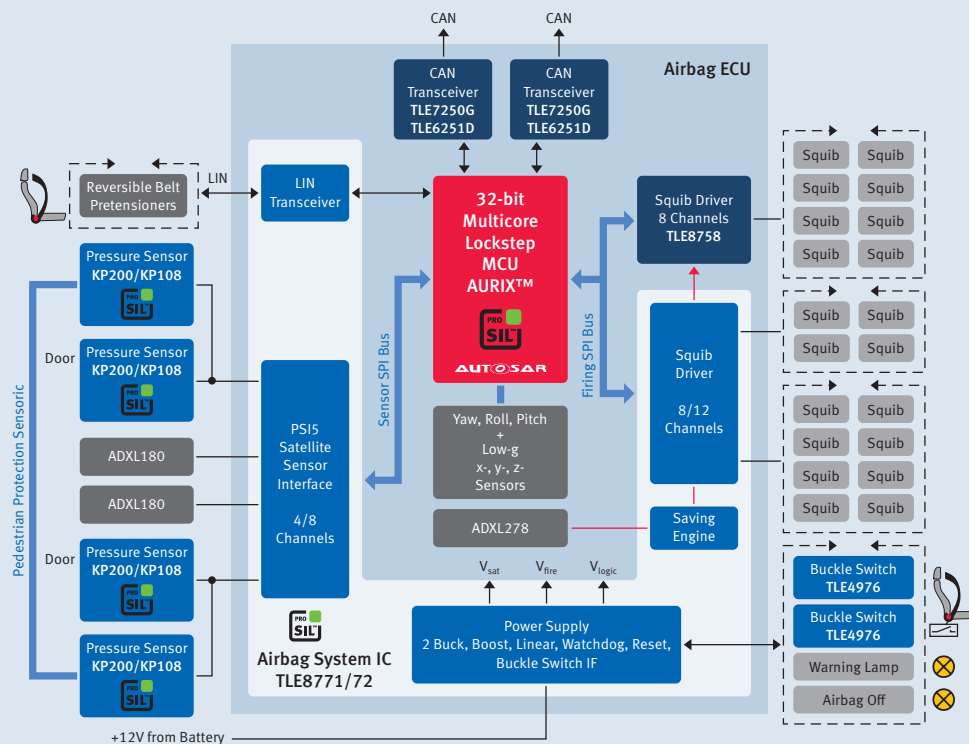 CAN
CAN
Airbag ECU
CAN
Transceiver
TLE7250G
TLE6251D
CAN
Transceiver
TLE7250G
TLE6251D
LIN
Reversible Belt
Pretensioners
LIN
Transceiver
32-bit
Multicore
Lockstep
MCU
AURIX™
PRO
SIL™
AUTOSAR
Squib Driver
8 Channels
TLE8758
Squib
Squib
Squib
Squib
Squib
Squib
Squib
Squib
Pressure Sensor
KP200/KP108
PRO
SIL™
Door
Pressure Sensor
KP200/KP108
PRO
SIL™
Pedestrian Protection Sensoric
ADXL180
ADXL180
Door
Pressure Sensor
KP200/KP108
PRO
SIL™
Pressure Sensor
KP200/KP108
PRO
SIL™
PSI5
Satellite
Sensor
Interface
4/8
Channels
Sensor SPI Bus
Firing SPI Bus
Yaw, Roll, Pitch
+
Low-g
x-, y-, z-
Sensors
ADXL278
Squib
Driver
8/12
Channels
Saving
Engine
Squib
Squib
Squib
Squib
Squib
Squib
Squib
Squib
Squib
Squib
Squib
Squib
Vsat
Vfire
Vlogic
PRO
SIL™
Airbag System IC
TLE8771/72
Power Supply
2 Buck, Boost, Linear, Watchdog, Reset,
Buckle Switch IF
Buckle Switch
TLE4976
Buckle Switch
TLE4976
Warning Lamp
Airbag Off
+12V from Battery